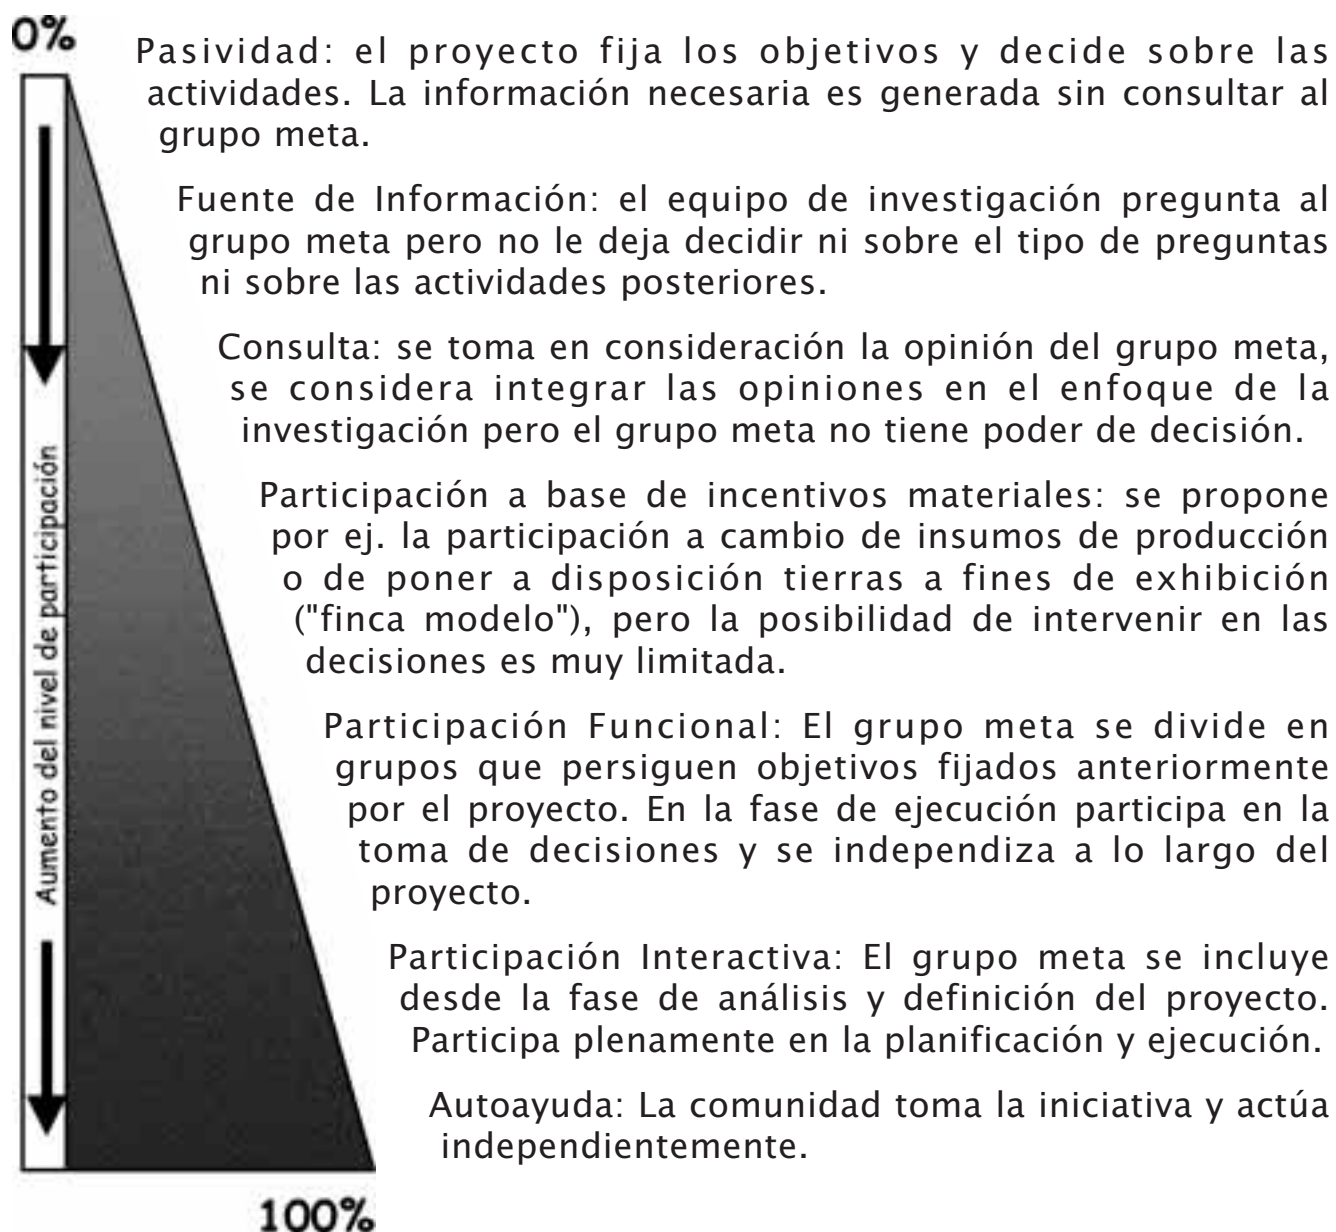 0%
Pasividad: el proyecto fija los objetivos y decide sobre las
actividades. La información necesaria es generada sin consultar al
grupo meta.
Fuente de Información: el equipo de investigación pregunta al
grupo meta pero no le deja decidir ni sobre el tipo de preguntas
ni sobre las actividades posteriores.
Consulta: se toma en consideración la opinión del grupo meta,
se considera integrar las opiniones en el enfoque de la
investigación pero el grupo meta no tiene poder de decisión.
Participación a base de incentivos materiales: se propone
por ej. la participación a cambio de insumos de producción
o de poner a disposición tierras a fines de exhibición
("finca modelo"), pero la posibilidad de intervenir en las
decisiones es muy limitada.
Participación Funcional: El grupo meta se divide en
grupos que persiguen objetivos fijados anteriormente
por el proyecto. En la fase de ejecución participa en la
toma de decisiones y se independiza a lo largo del
proyecto.
Participación Interactiva: El grupo meta se incluye
desde la fase de análisis y definición del proyecto.
Participa plenamente en la planificación y ejecución.
Autoayuda: La comunidad toma la iniciativa y actúa
independientemente.
Aumento del nivel de participación
100%